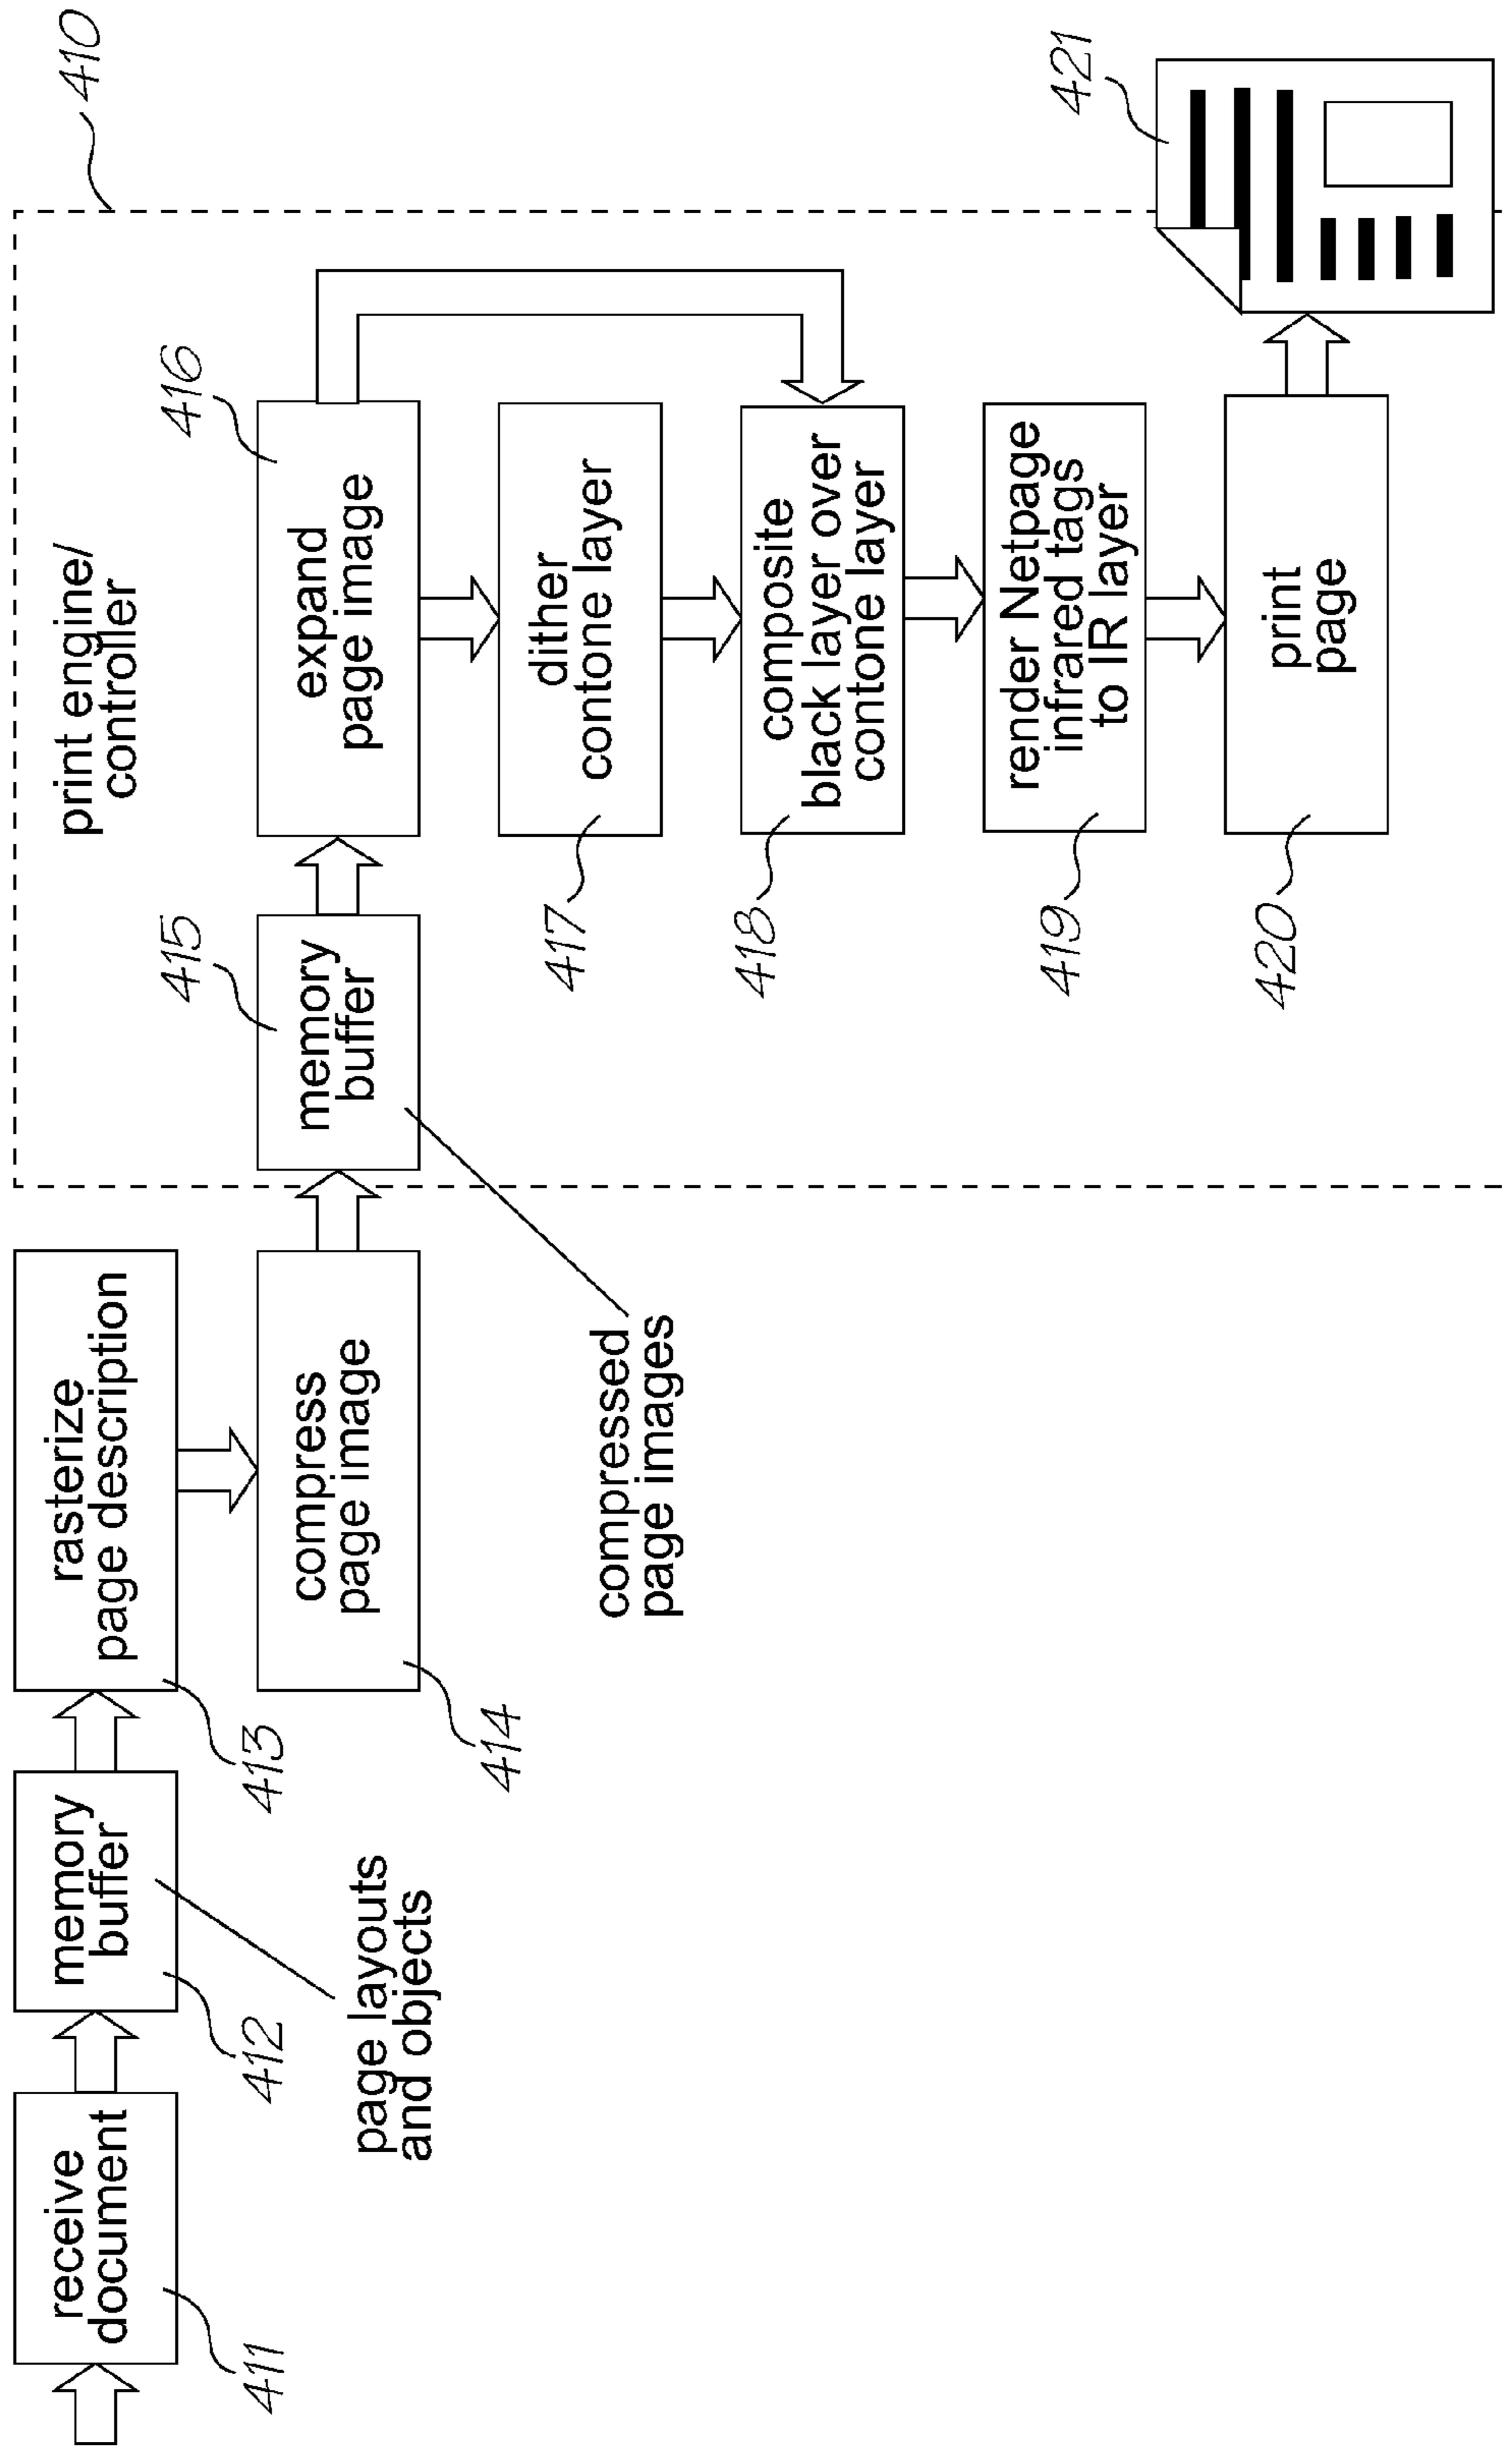 receive
document
411
memory
buffer
412
page layouts
and objects
rasterize
page description
413
compress
page image
414
compressed
page images
print engine/
controller
410
memory
buffer
415
expand
page image
416
dither
contone layer
417
composite
black layer over
contone layer
418
render Netpage
infrared tags
to IR layer
419
print
page
420
421